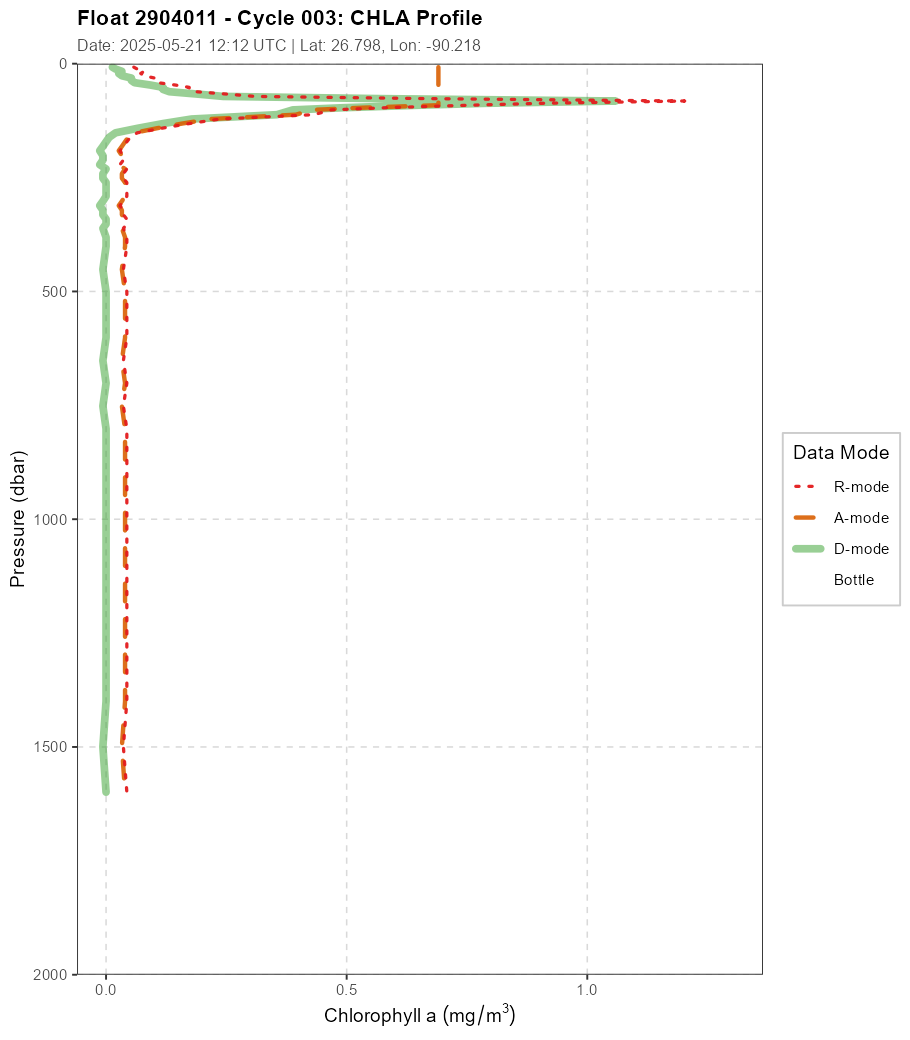 Float 2904011 - Cycle 003: CHLA Profile
Date: 2025-05-21 12:12 UTC | Lat: 26.798, Lon: -90.218
0
500
1000
1500
2000
Pressure (dbar)
0.0 0.5 1.0
Chlorophyll a (mg/m³)
Data Mode
R-mode
A-mode
D-mode
Bottle